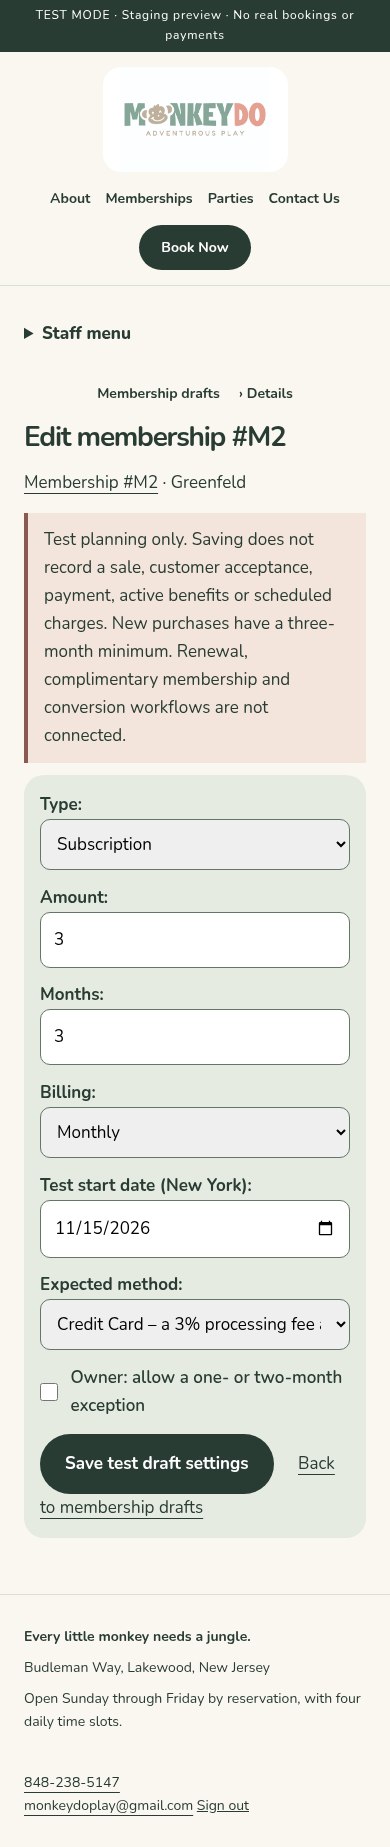 TEST MODE · Staging preview · No real bookings or
payments
MONKEYDO
ADVENTUROUS PLAY
About Memberships Parties Contact Us
Book Now
▶ Staff menu
Membership drafts › Details
Edit membership #M2
Membership #M2 · Greenfeld
Test planning only. Saving does not
record a sale, customer acceptance,
payment, active benefits or scheduled
charges. New purchases have a three-
month minimum. Renewal,
complimentary membership and
conversion workflows are not
connected.
Type:
Subscription
Amount:
3
Months:
3
Billing:
Monthly
Test start date (New York):
11/15/2026
Expected method:
Credit Card – a 3% processing fee
Owner: allow a one- or two-month
exception
Save test draft settings Back
to membership drafts
Every little monkey needs a jungle.
Budleman Way, Lakewood, New Jersey
Open Sunday through Friday by reservation, with four
daily time slots.
848-238-5147
monkeydoplay@gmail.com Sign out